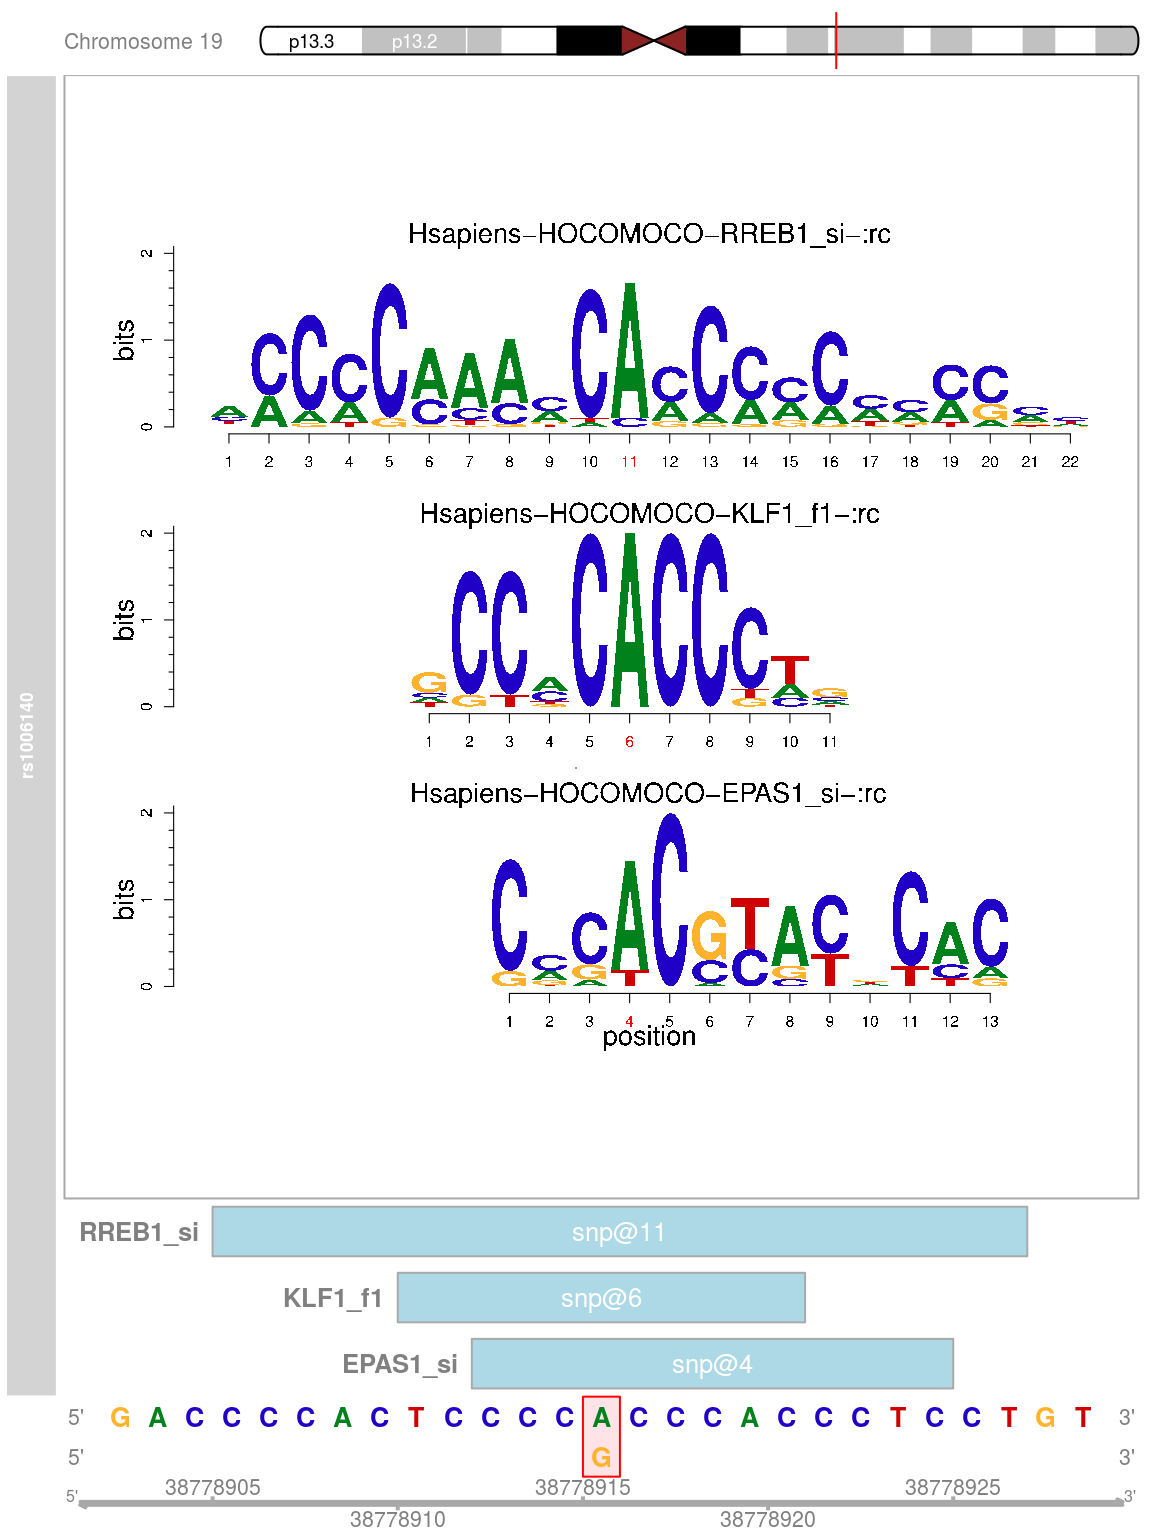 Chromosome 19
p13.3 p13.2
rs1006140
Hsapiens−HOCOMOCO−RREB1_si−:rc
bits
0 1 2
1 2 3 4 5 6 7 8 9 10 11 12 13 14 15 16 17 18 19 20 21 22
Hsapiens−HOCOMOCO−KLF1_f1−:rc
bits
0 1 2
1 2 3 4 5 6 7 8 9 10 11
Hsapiens−HOCOMOCO−EPAS1_si−:rc
bits
0 1 2
1 2 3 4 5 6 7 8 9 10 11 12 13
position
RREB1_si snp@11
KLF1_f1 snp@6
EPAS1_si snp@4
5' G A C C C C A C T C C C C A C C C A C C C T C C T G T 3'
5' G 3'
38778905 38778915 38778925
5' 3'
38778910 38778920